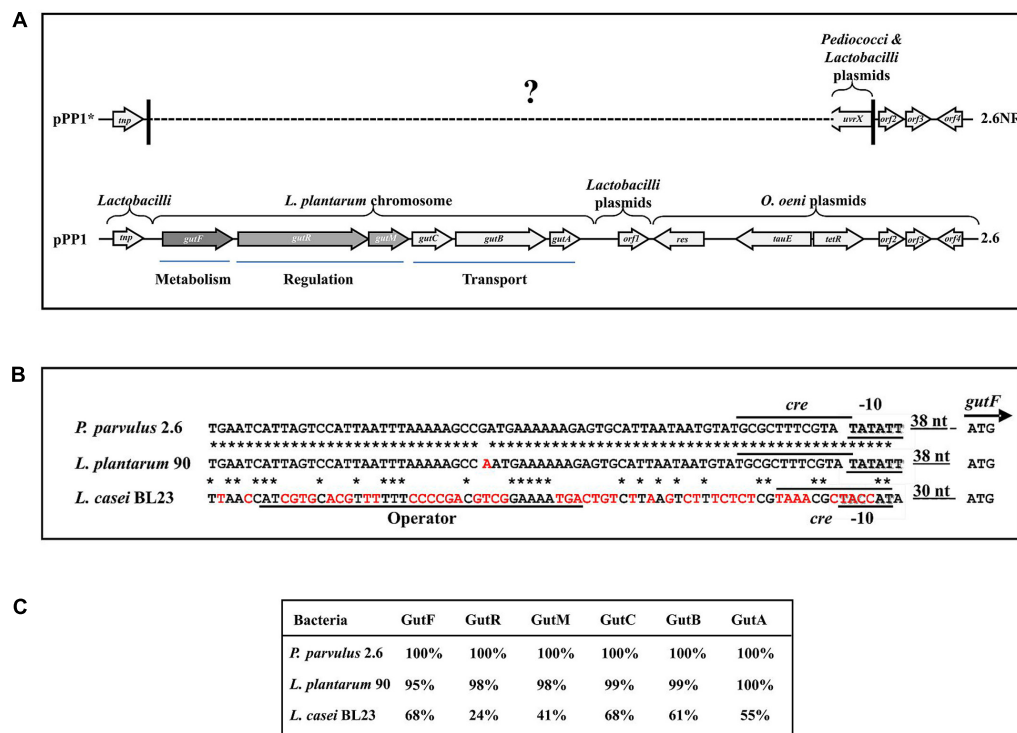 A
Pediococci &
Lactobacilli
plasmids
?
pPP1* tnp uvrX orf2 orf3 orf4 2.6NR
Lactobacilli L. plantarum chromosome Lactobacilli plasmids O. oeni plasmids
pPP1 tnp gutF gutR gutM gutC gutB gutA orf1 res tauE tetR orf2 orf3 orf4 2.6
Metabolism Regulation Transport
B
cre -10 38 nt gutF
P. parvulus 2.6 TGAATCATTAGTCCATTAATTTAAAAAGCCGATGAAAAAAGAGTGCATTAATAATGTATGCGCTTTCGTA TATATT ATG
L. plantarum 90 TGAATCATTAGTCCATTAATTTAAAAAGCC AATGAAAAAAGAGTGCATTAATAATGTATGCGCTTTCGTA TATATT 38 nt ATG
L. casei BL23 TTAACCATCGTGCACGTTTTTTCCCCGACGTCGGAAAATGACTGTCTTAAGTCTTTCTCTCGTAAACGCTACCATA 30 nt ATG
Operator cre -10
C
Bacteria GutF GutR GutM GutC GutB GutA
P. parvulus 2.6 100% 100% 100% 100% 100% 100%
L. plantarum 90 95% 98% 98% 99% 99% 100%
L. casei BL23 68% 24% 41% 68% 61% 55%